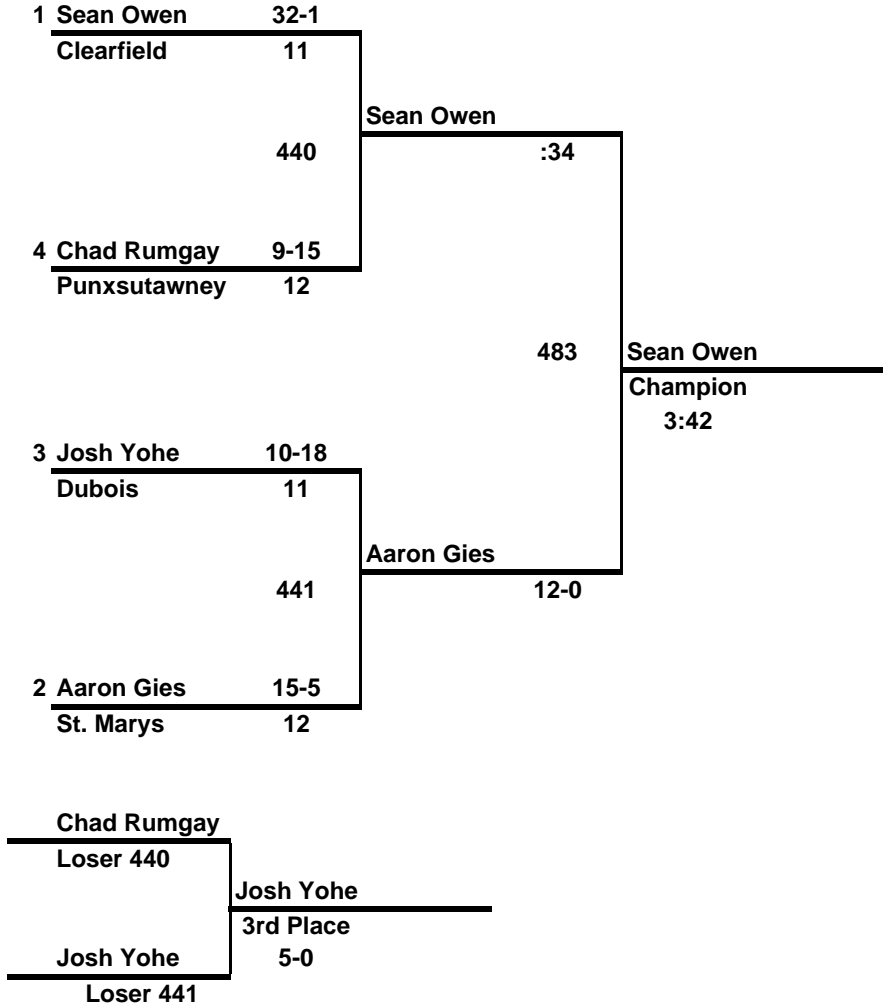 1 Sean Owen 32-1
Clearfield 11
Sean Owen
440 :34
4 Chad Rumgay 9-15
Punxsutawney 12
483 Sean Owen
Champion
3:42
3 Josh Yohe 10-18
Dubois 11
Aaron Gies
441 12-0
2 Aaron Gies 15-5
St. Marys 12
Chad Rumgay
Loser 440
Josh Yohe
3rd Place
Josh Yohe 5-0
Loser 441